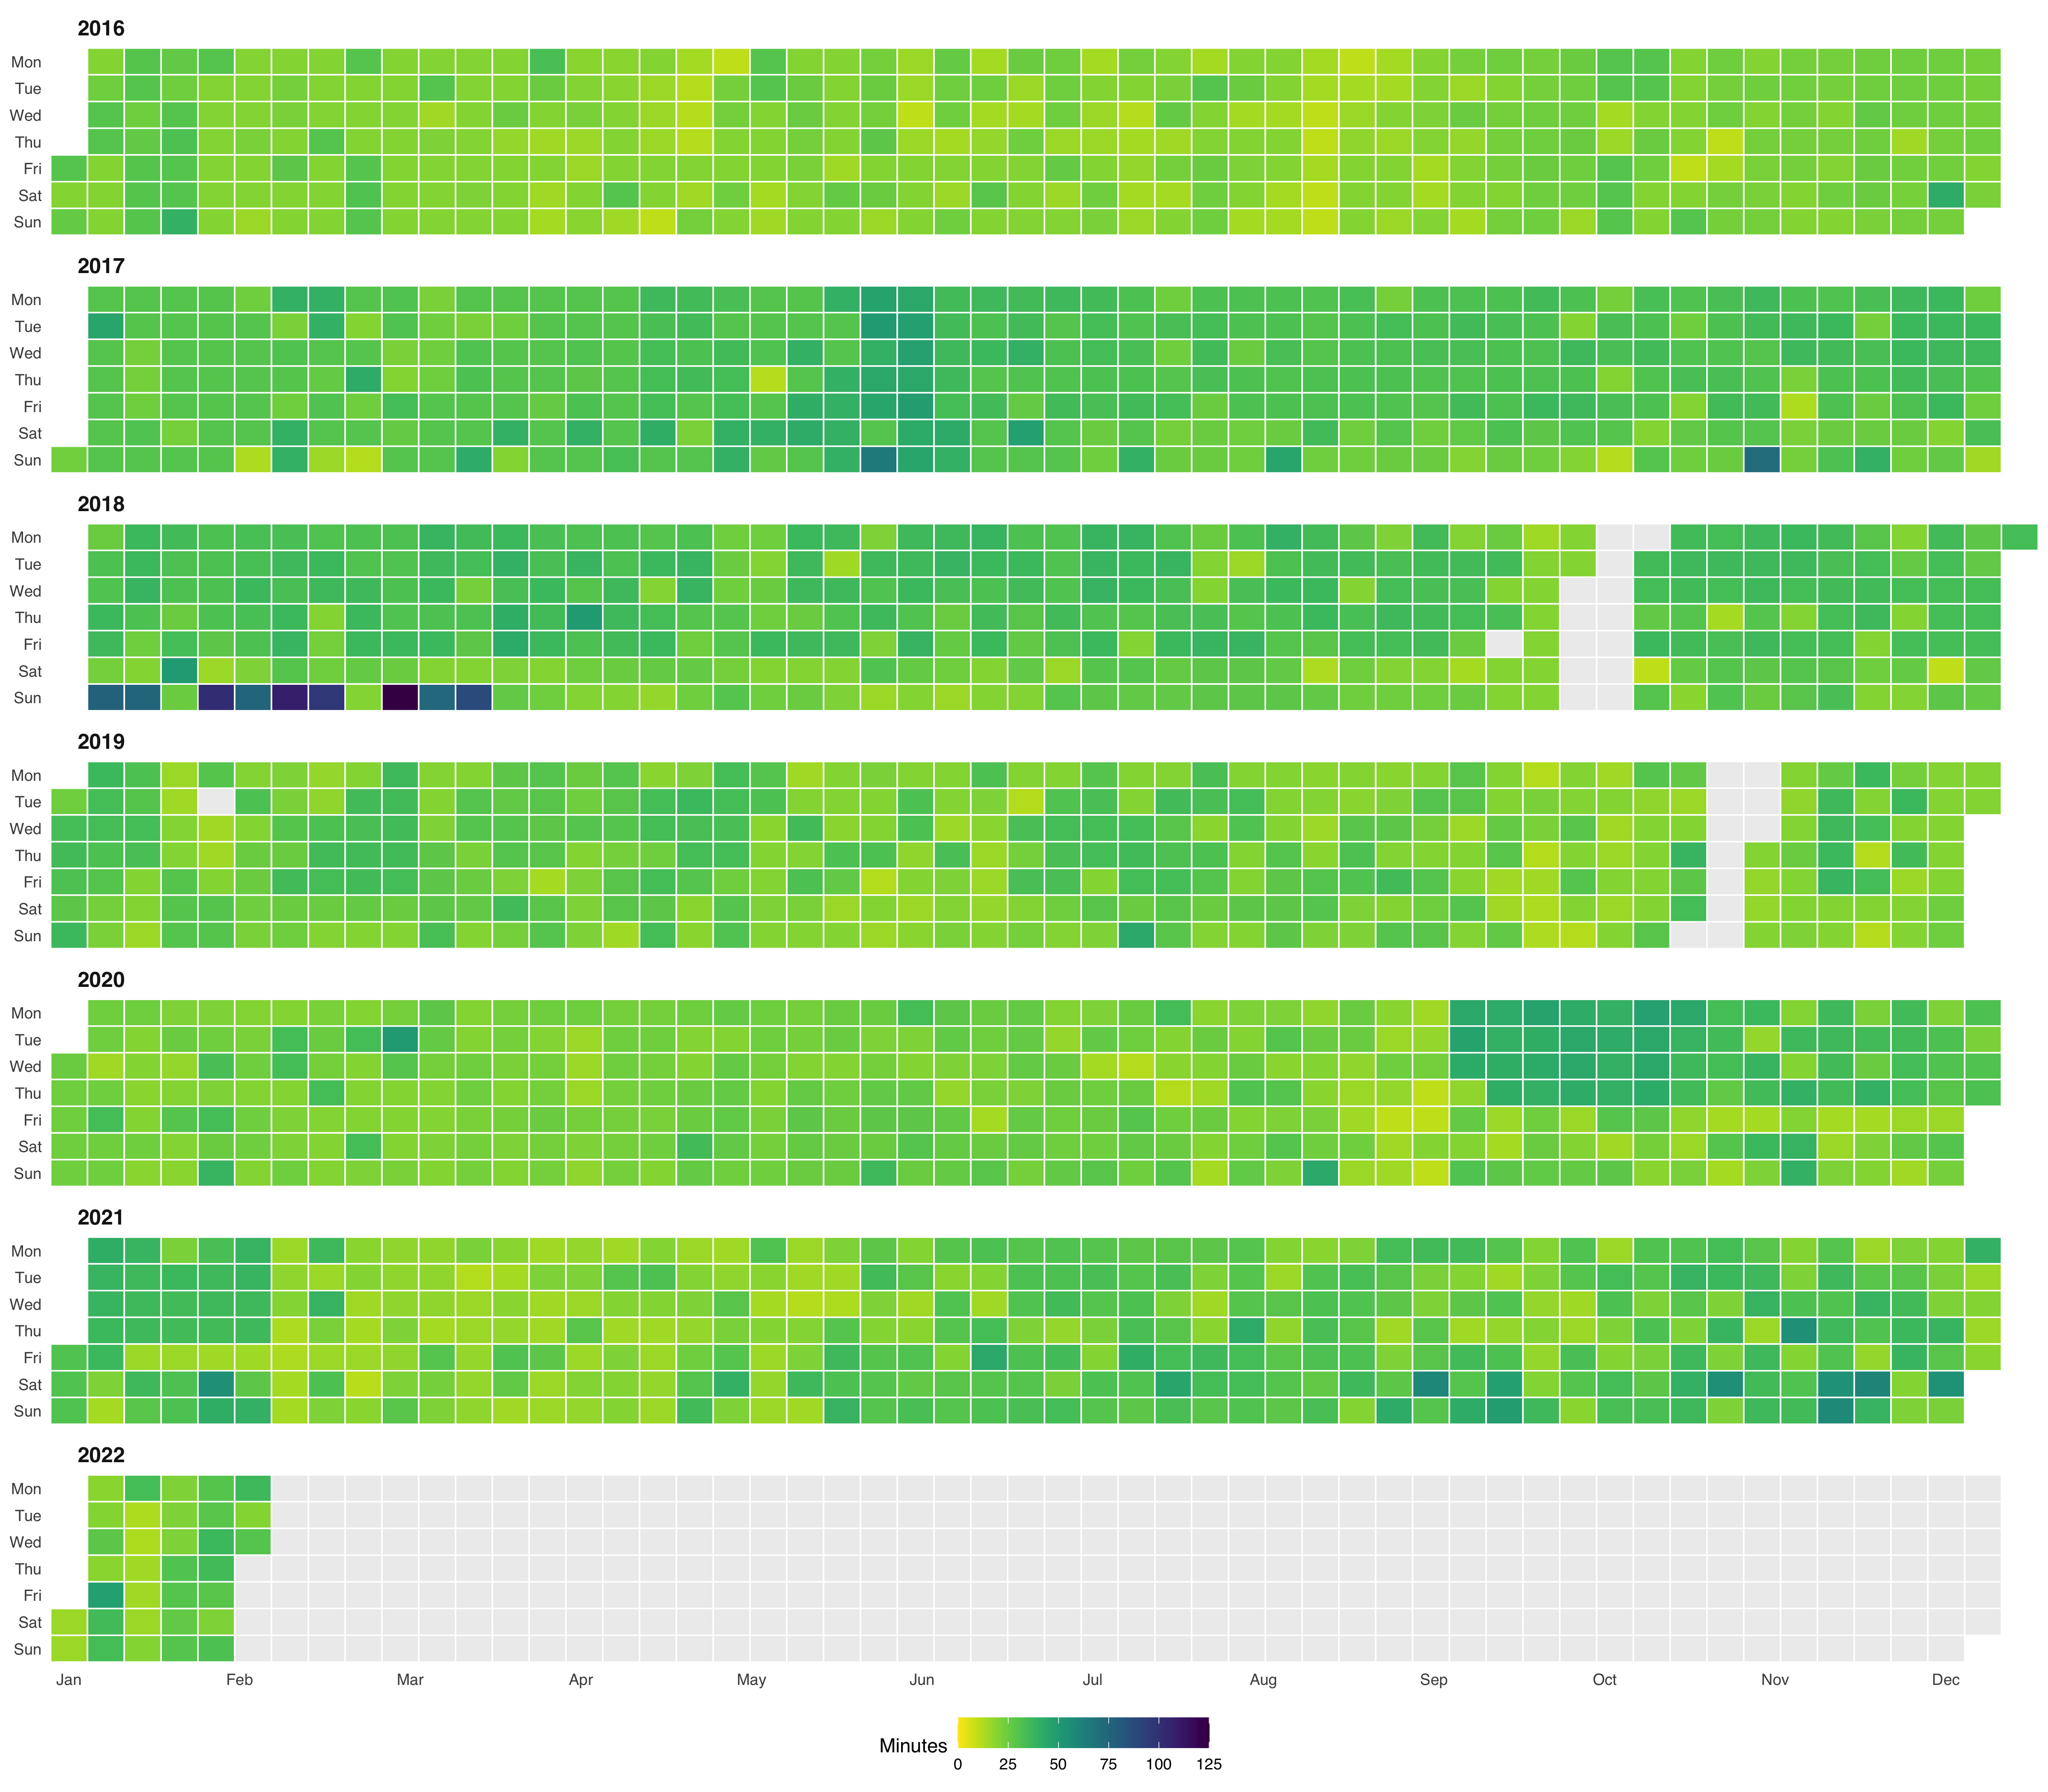 2016
Mon
Tue
Wed
Thu
Fri
Sat
Sun
2017
Mon
Tue
Wed
Thu
Fri
Sat
Sun
2018
Mon
Tue
Wed
Thu
Fri
Sat
Sun
2019
Mon
Tue
Wed
Thu
Fri
Sat
Sun
2020
Mon
Tue
Wed
Thu
Fri
Sat
Sun
2021
Mon
Tue
Wed
Thu
Fri
Sat
Sun
2022
Mon
Tue
Wed
Thu
Fri
Sat
Sun
Jan Feb Mar Apr May Jun Jul Aug Sep Oct Nov Dec
Minutes
0 25 50 75 100 125